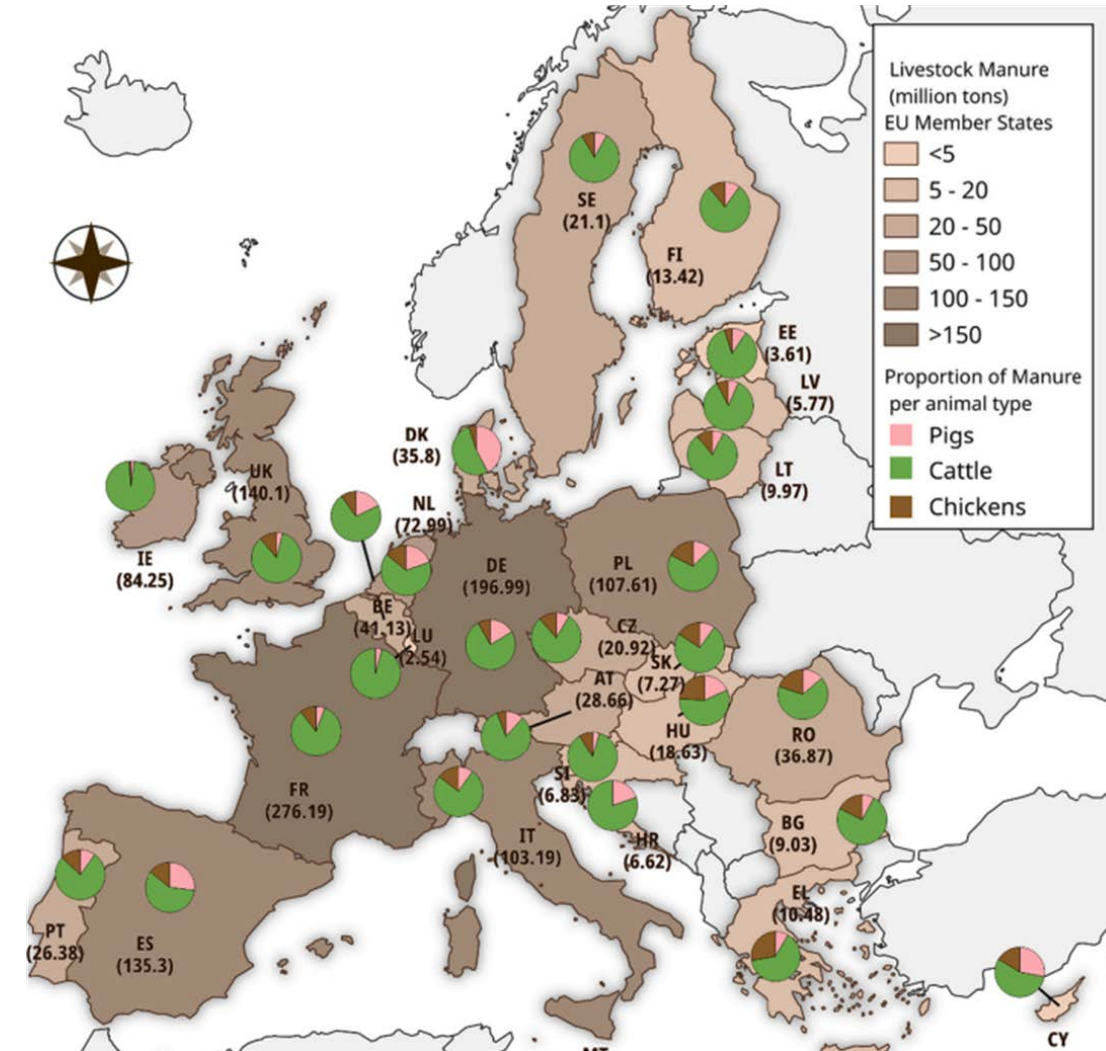 Livestock Manure
(million tons)
EU Member States
<5
5 - 20
20 - 50
50 - 100
100 - 150
>150
Proportion of Manure
per animal type
Pigs
Cattle
Chickens
SE
(21.1)
FI
(13.42)
EE
(3.61)
LV
(5.77)
LT
(9.97)
DK
(35.8)
UK
(140.1)
IE
(84.25)
NL
(72.99)
DE
(196.99)
PL
(107.61)
BE
(41.13)
LU
(2.54)
CZ
(20.92)
SK
(7.27)
AT
(28.66)
HU
(18.63)
RO
(36.87)
SI
(6.83)
HR
(6.62)
FR
(276.19)
IT
(103.19)
BG
(9.03)
EL
(10.48)
PT
(26.38)
ES
(135.3)
CY